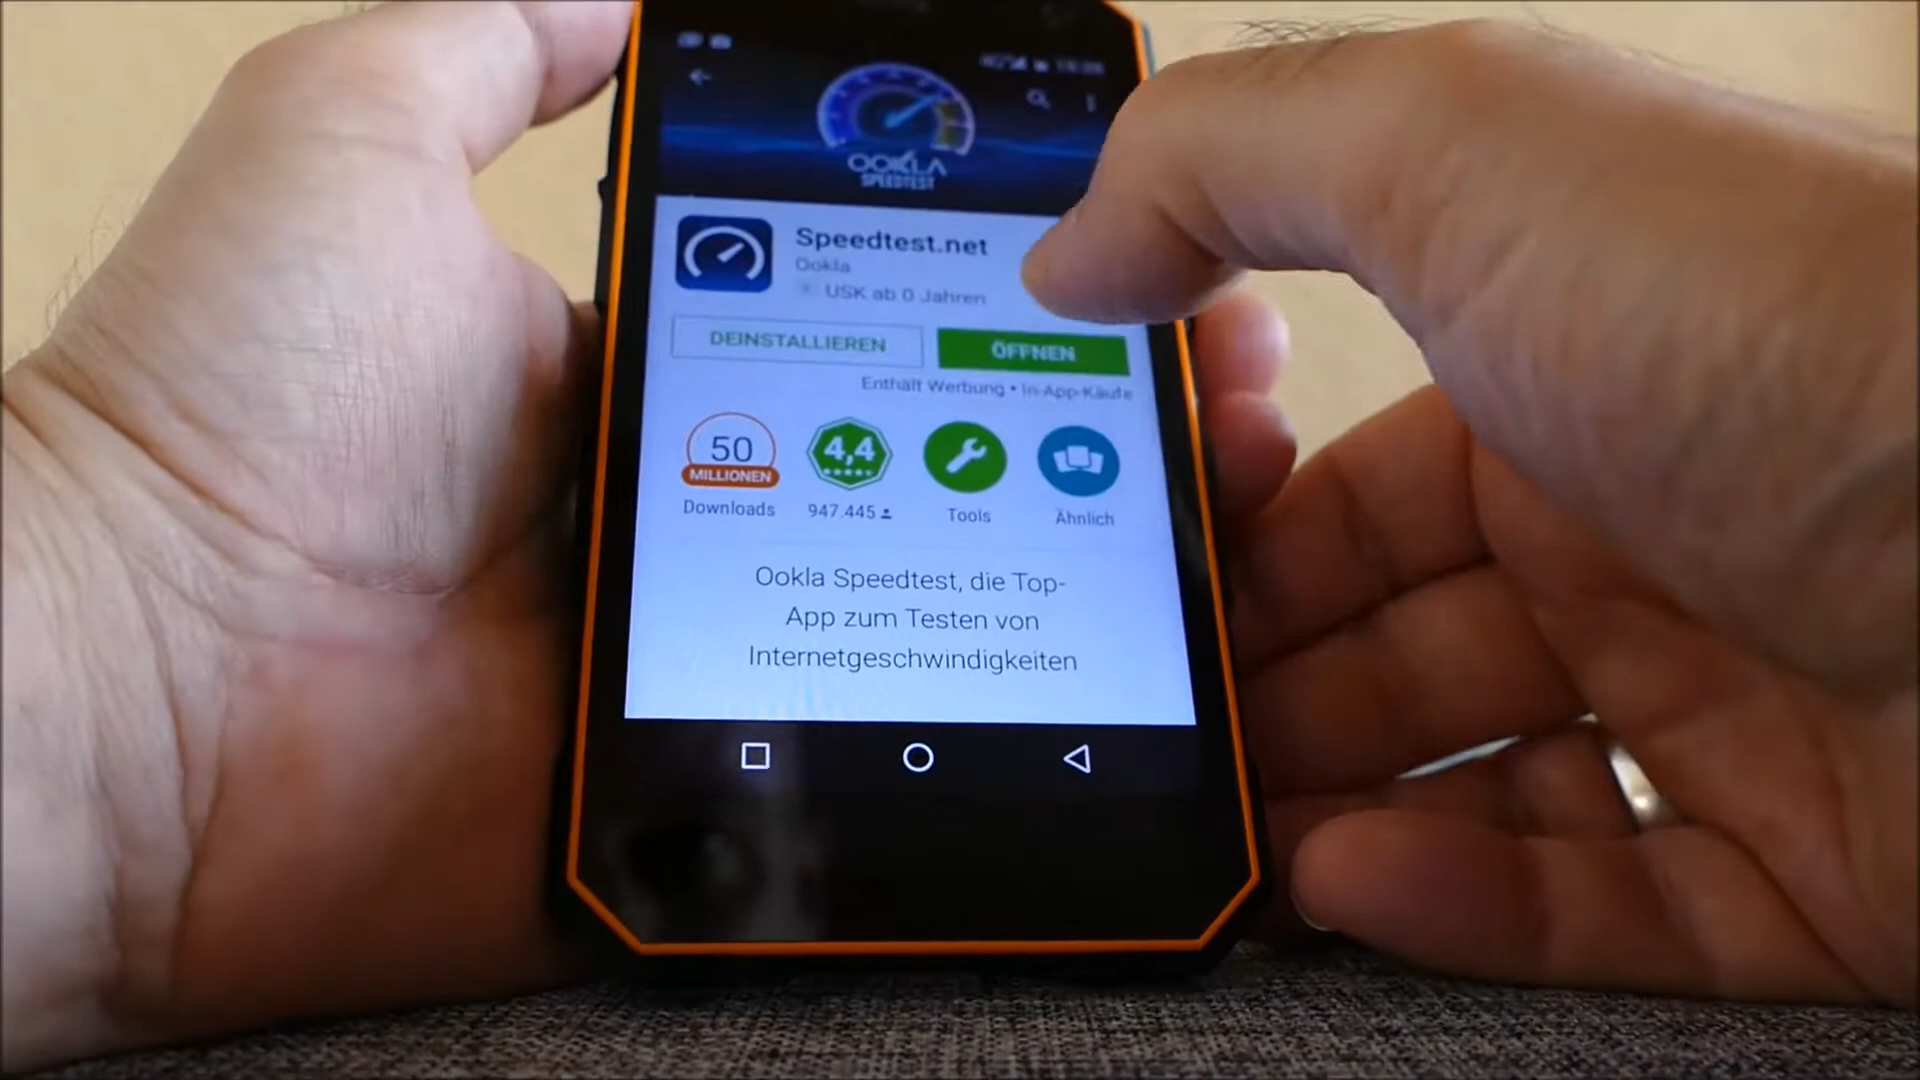 OOKLA
SPEEDTEST
Speedtest.net
Ookla
USK ab 0 Jahren
DEINSTALLIEREN
ÖFFNEN
Enthält Werbung • In-App-Käufe
50
MILLIONEN
4,4
Downloads
947.445
Tools
Ähnlich
Ookla Speedtest, die Top-
App zum Testen von
Internetgeschwindigkeiten